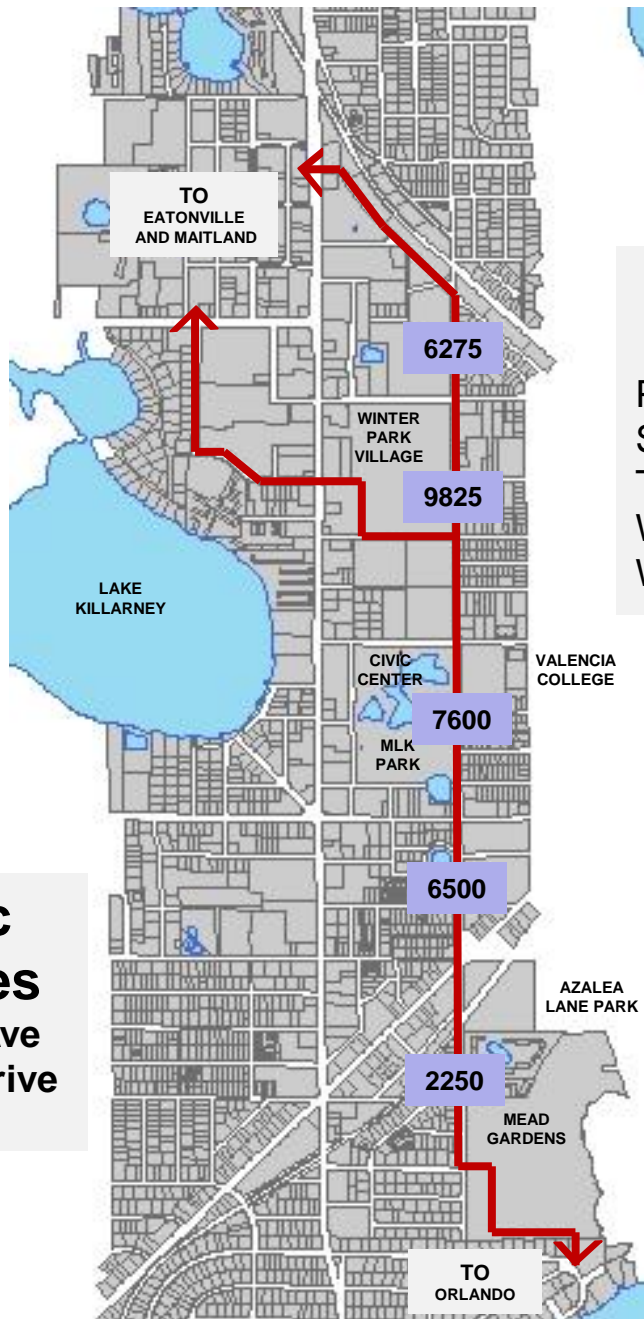 TO
EATONVILLE
AND MAITLAND
6275
WINTER
PARK
VILLAGE
9825
LAKE
KILLARNEY
CIVIC
CENTER
VALENCIA
COLLEGE
7600
MLK
PARK
6500
AZALEA
LANE PARK
2250
MEAD
GARDENS
TO
ORLANDO